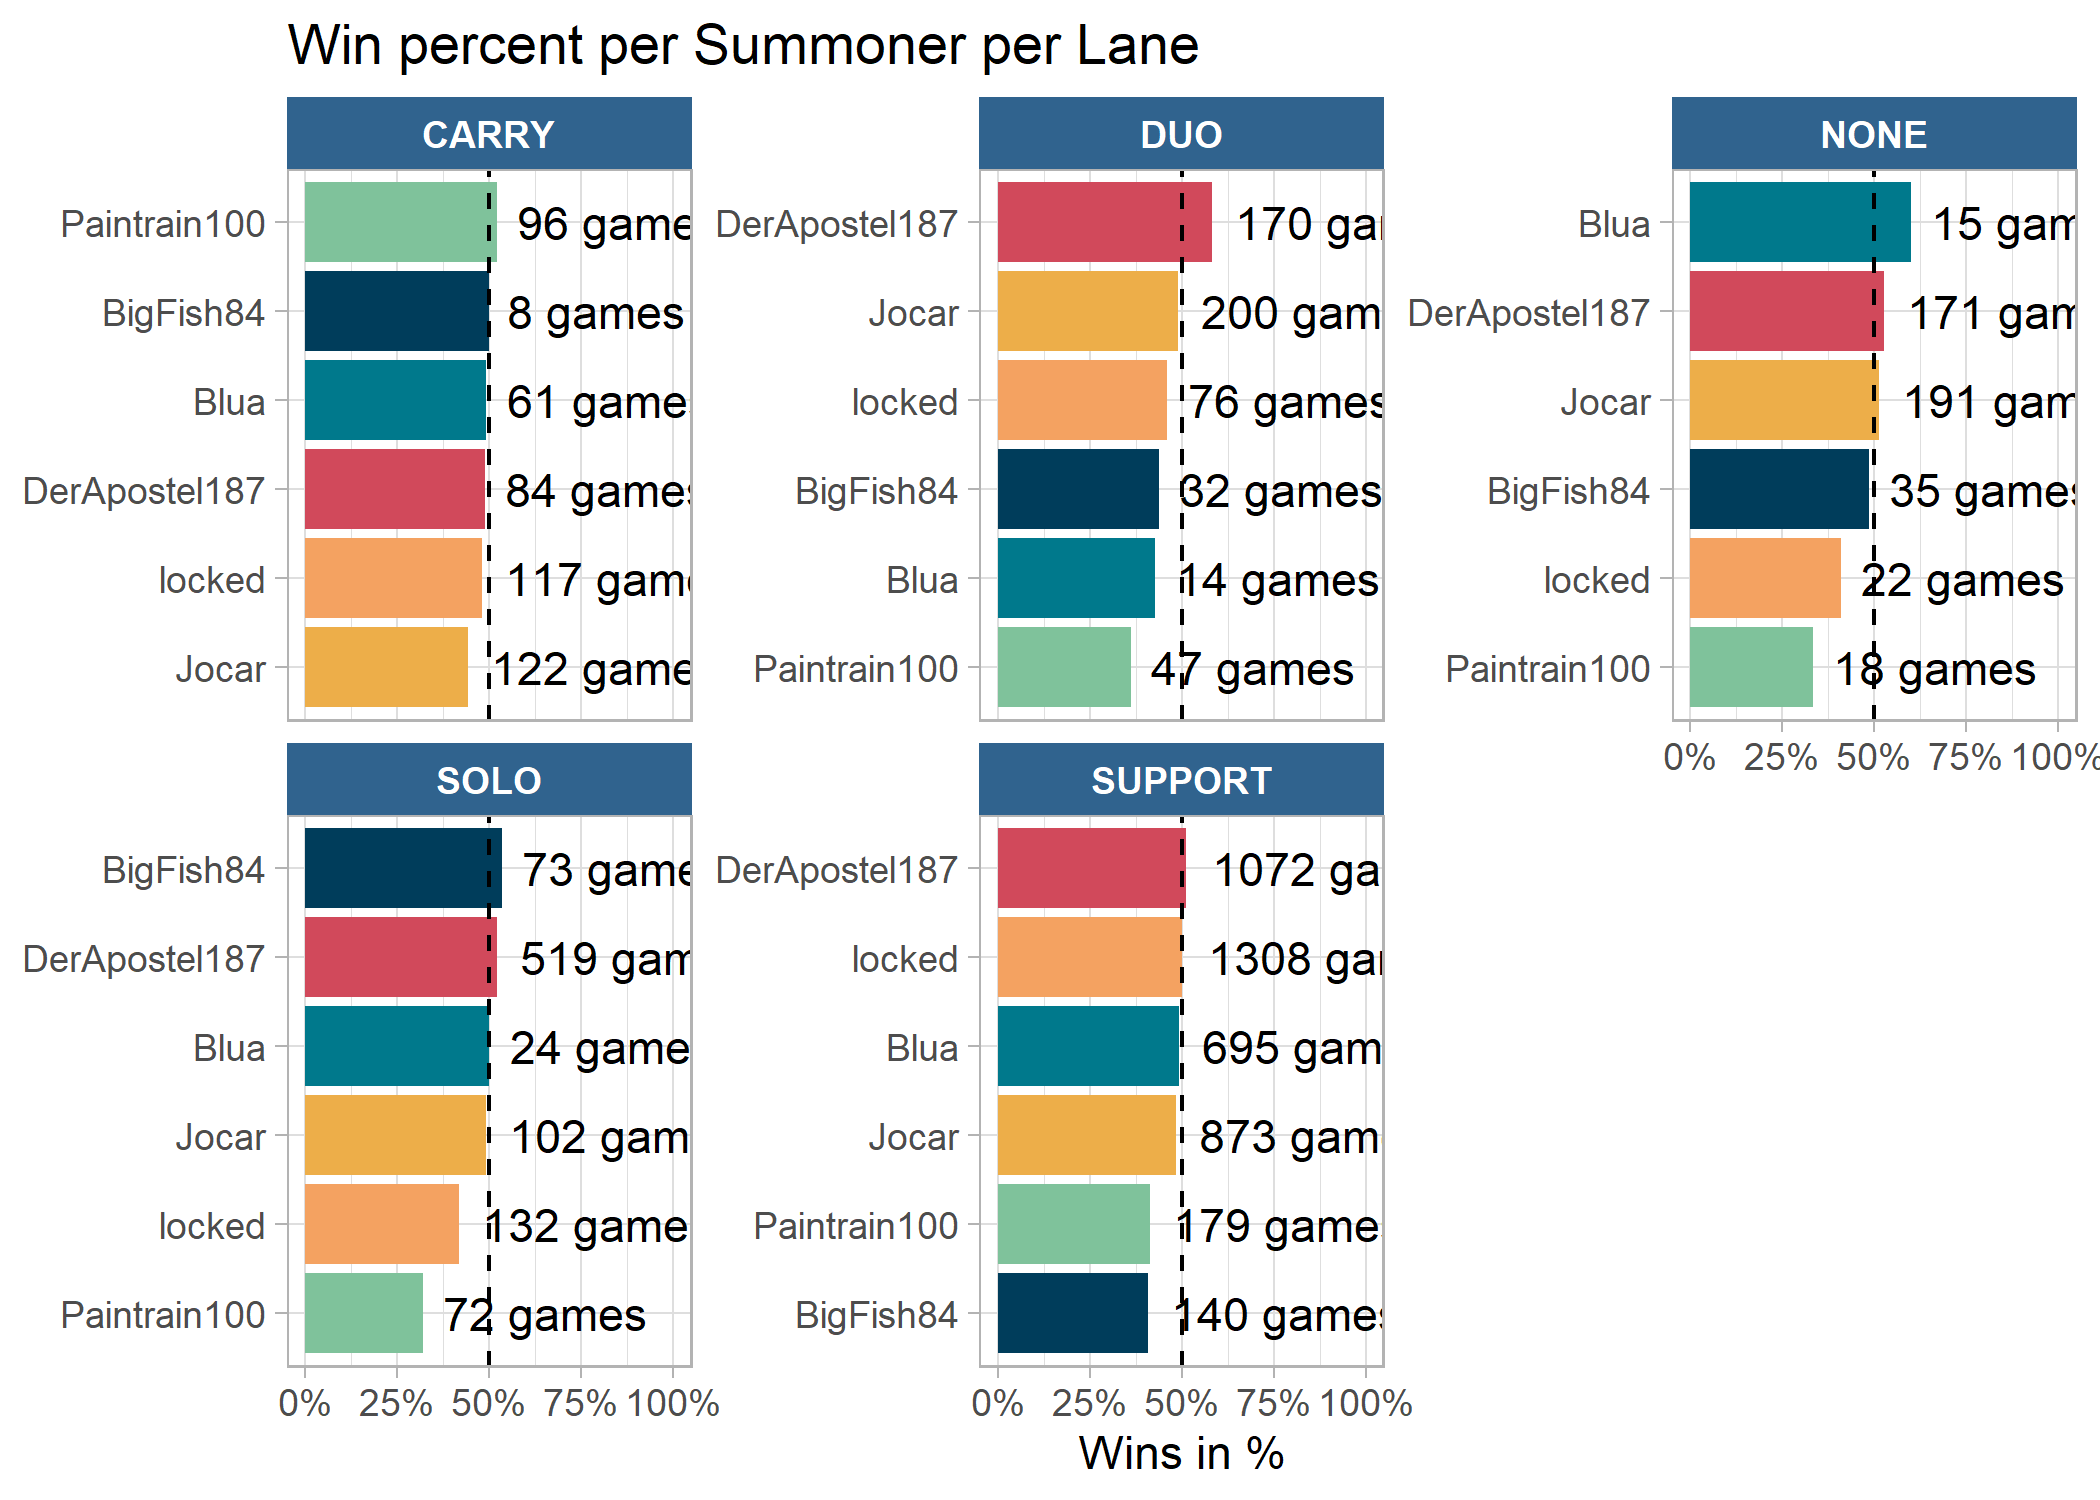 Win percent per Summoner per Lane
CARRY
Paintrain100 96 game
BigFish84 8 games
Blua 61 game
DerApostel187 84 games
locked 117 game
Jocar 122 game
DUO
DerApostel187 170 ga
Jocar 200 gam
locked 76 games
BigFish84 32 games
Blua 14 games
Paintrain100 47 games
NONE
Blua 15 gam
DerApostel187 171 gam
Jocar 191 gam
BigFish84 35 games
locked 22 games
Paintrain100 18 games
0% 25% 50% 75% 100%
SOLO
BigFish84 73 game
DerApostel187 519 gam
Blua 24 game
Jocar 102 gam
locked 132 game
Paintrain100 72 games
0% 25% 50% 75% 100%
SUPPORT
DerApostel187 1072 ga
locked 1308 ga
Blua 695 gam
Jocar 873 gam
Paintrain100 179 game
BigFish84 140 games
0% 25% 50% 75% 100%
Wins in %